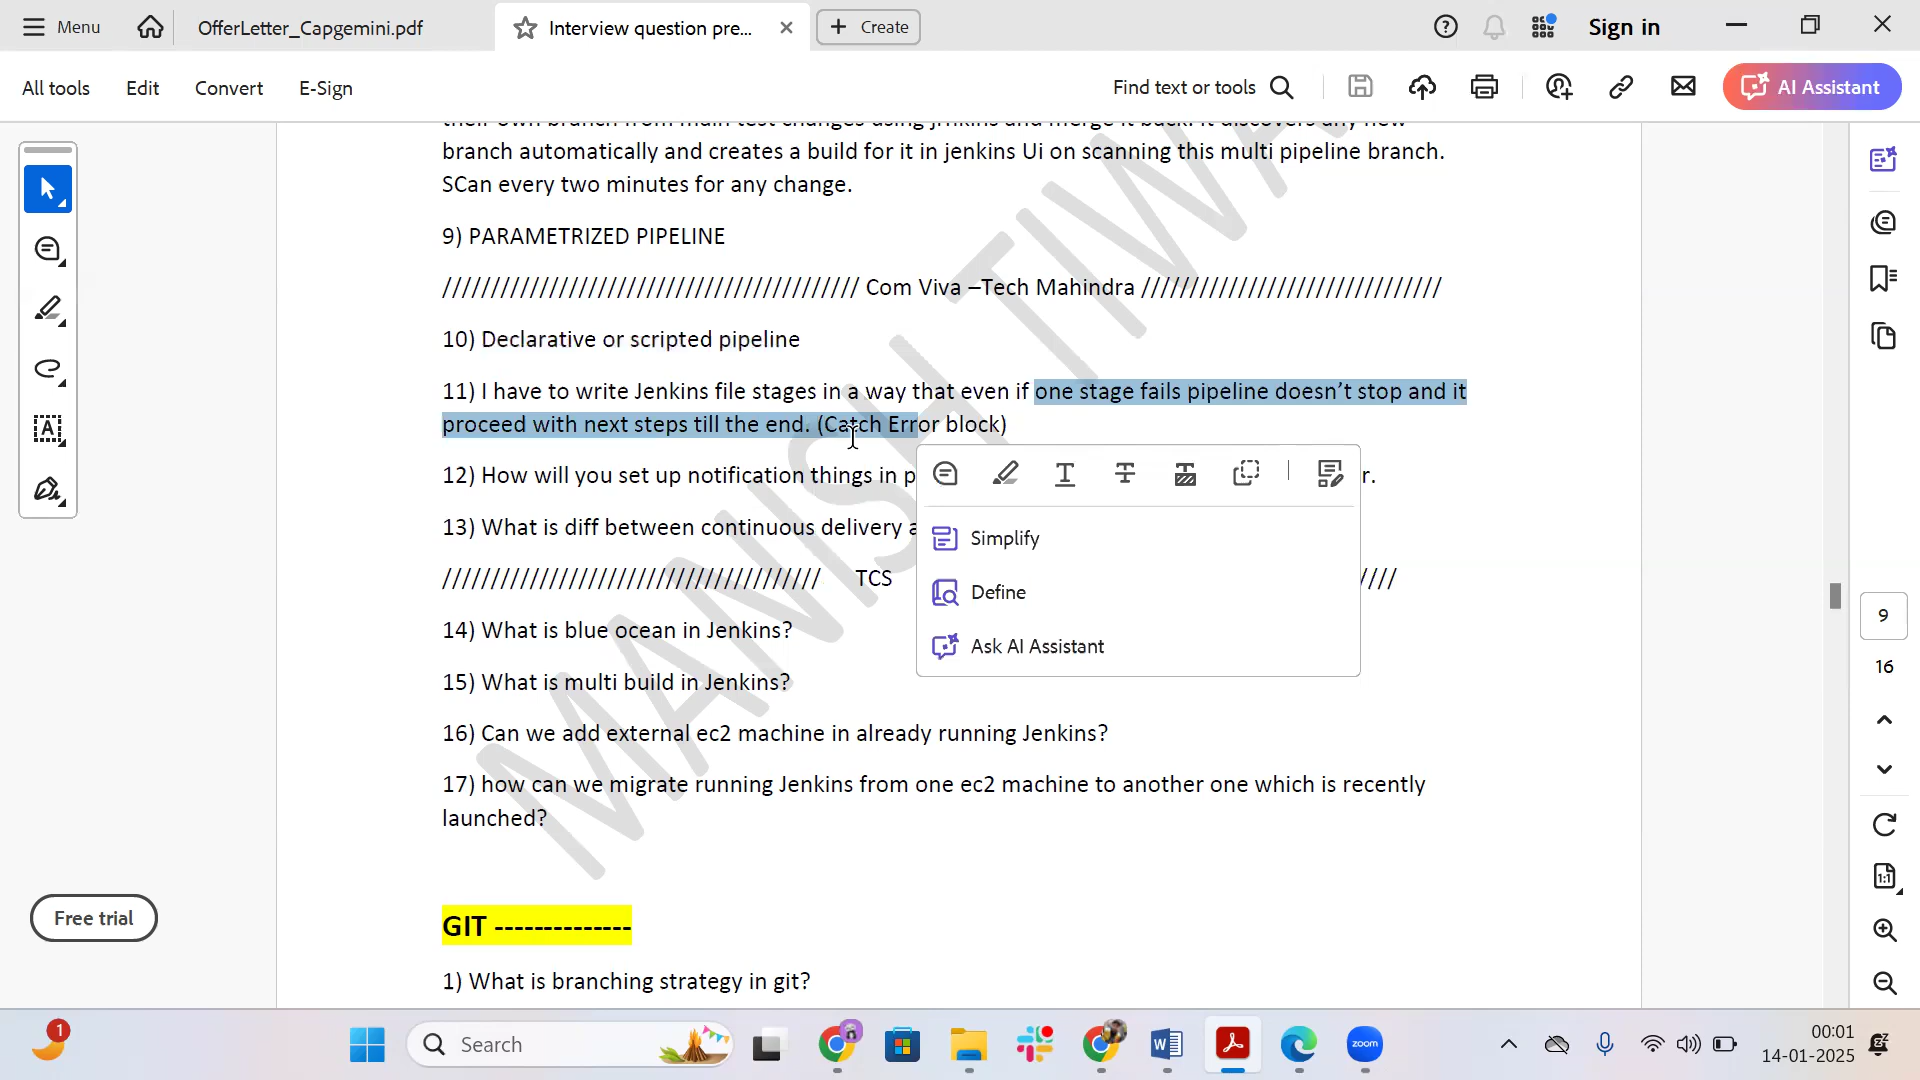 Menu
OfferLetter_Capgemini.pdf
Interview question pre...
Create
Sign in
All tools
Edit
Convert
E-Sign
Find text or tools
AI Assistant
branch automatically and creates a build for it in jenkins Ui on scanning this multi pipeline branch.
SCan every two minutes for any change.
9) PARAMETRIZED PIPELINE
/////////////////////////////////////////// Com Viva –Tech Mahindra ///////////////////////////////
10) Declarative or scripted pipeline
11) I have to write Jenkins file stages in a way that even if one stage fails pipeline doesn’t stop and it
proceed with next steps till the end. (Catch Error block)
12) How will you set up notification things in p
r.
13) What is diff between continuous delivery a
/////////////////////////////////////// TCS ////
14) What is blue ocean in Jenkins?
15) What is multi build in Jenkins?
16) Can we add external ec2 machine in already running Jenkins?
17) how can we migrate running Jenkins from one ec2 machine to another one which is recently
launched?
GIT --------------
1) What is branching strategy in git?
MANISH TIWA
Simplify
Define
Ask AI Assistant
9
16
1:1
Free trial
1
Search
zoom
00:01
14-01-2025